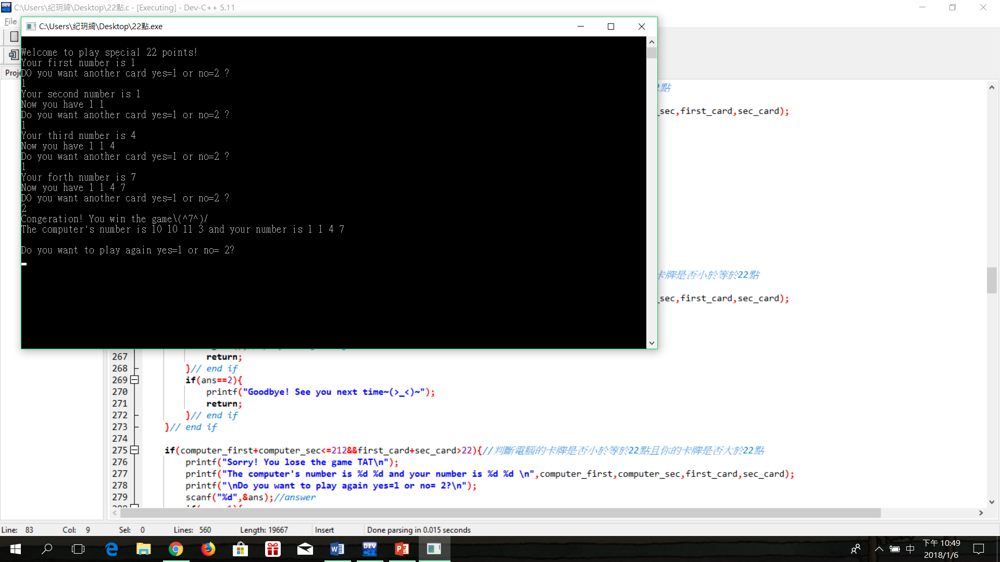 C:\Users\紀玥綺\Desktop\22點.c - [Executing] - Dev-C++ 5.11
File
C:\Users\紀玥綺\Desktop\22點.exe
Proje
Welcome to play special 22 points!
Your first number is 1
DO you want another card yes=1 or no=2 ?
1
Your second number is 1
Now you have 1 1
Do you want another card yes=1 or no=2 ?
1
Your third number is 4
Now you have 1 1 4
Do you want another card yes=1 or no=2 ?
1
Your forth number is 7
Now you have 1 1 4 7
DO you want another card yes=1 or no=2 ?
2
Congeration! You win the game\(^7^)/
The computer's number is 10 10 11 3 and your number is 1 1 4 7
Do you want to play again yes=1 or no= 2?
點
_sec,first_card,sec_card);
卡牌是否小於等於22點
_sec,first_card,sec_card);
267 return;
268 }// end if
269 if(ans==2){
270 printf("Goodbye! See you next time~(>_<)~");
271 return;
272 }// end if
273 }// end if
274
275 if(computer_first+computer_sec<=212&&first_card+sec_card>22){//判斷電腦的卡牌是否小於等於22點且你的卡牌是否大於22點
276 printf("Sorry! You lose the game TAT\n");
277 printf("The computer's number is %d %d and your number is %d %d \n",computer_first,computer_sec,first_card,sec_card);
278 printf("\nDo you want to play again yes=1 or no= 2?\n");
279 scanf("%d",&ans);//answer
Line: 83 Col: 9 Sel: 0 Lines: 560 Length: 19667 Insert Done parsing in 0.015 seconds
DEV
中
下午 10:49
2018/1/6